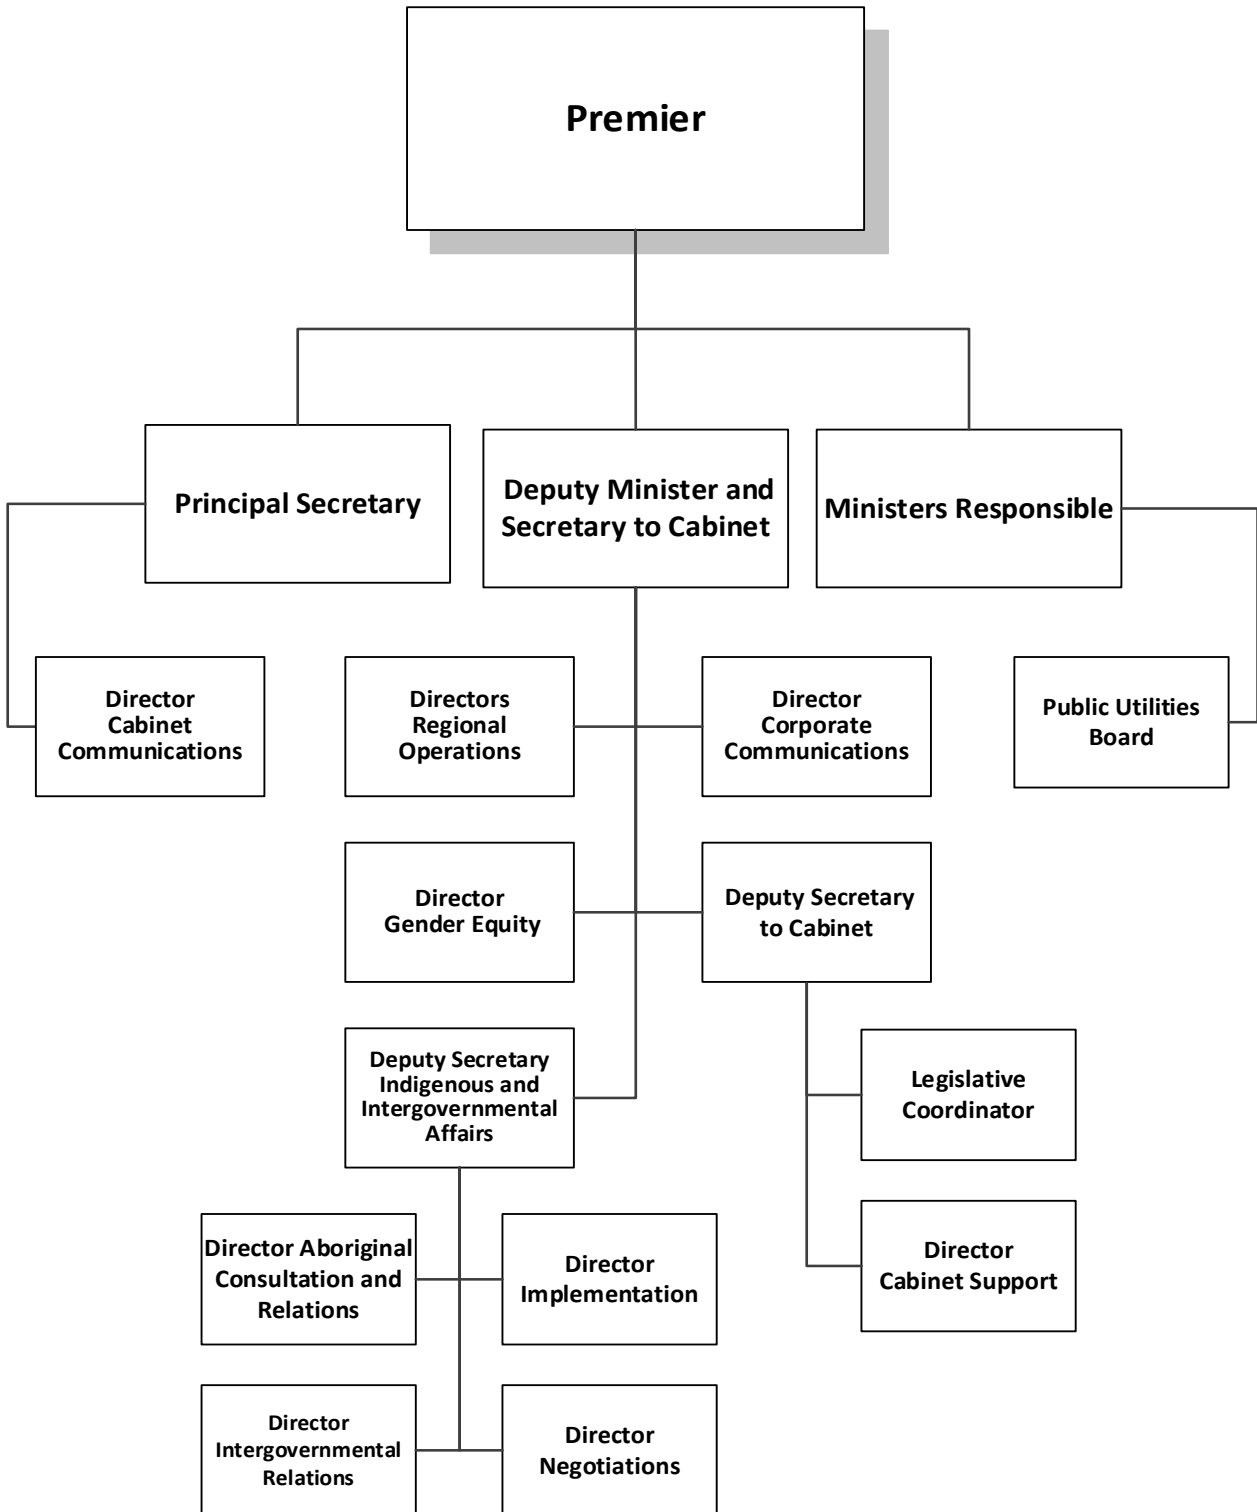 Premier
Principal Secretary
Deputy Minister and
Secretary to Cabinet
Ministers Responsible
Director
Cabinet
Communications
Directors
Regional
Operations
Director
Corporate
Communications
Public Utilities
Board
Director
Gender Equity
Deputy Secretary
to Cabinet
Deputy Secretary
Indigenous and
Intergovernmental
Affairs
Legislative
Coordinator
Director Aboriginal
Consultation and
Relations
Director
Implementation
Director
Cabinet Support
Director
Intergovernmental
Relations
Director
Negotiations